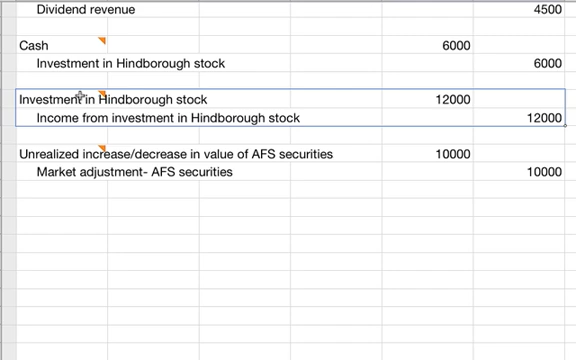 Dividend revenue 4500
Cash 6000
Investment in Hindborough stock 6000
Investment in Hindborough stock 12000
Income from investment in Hindborough stock 12000
Unrealized increase/decrease in value of AFS securities 10000
Market adjustment- AFS securities 10000